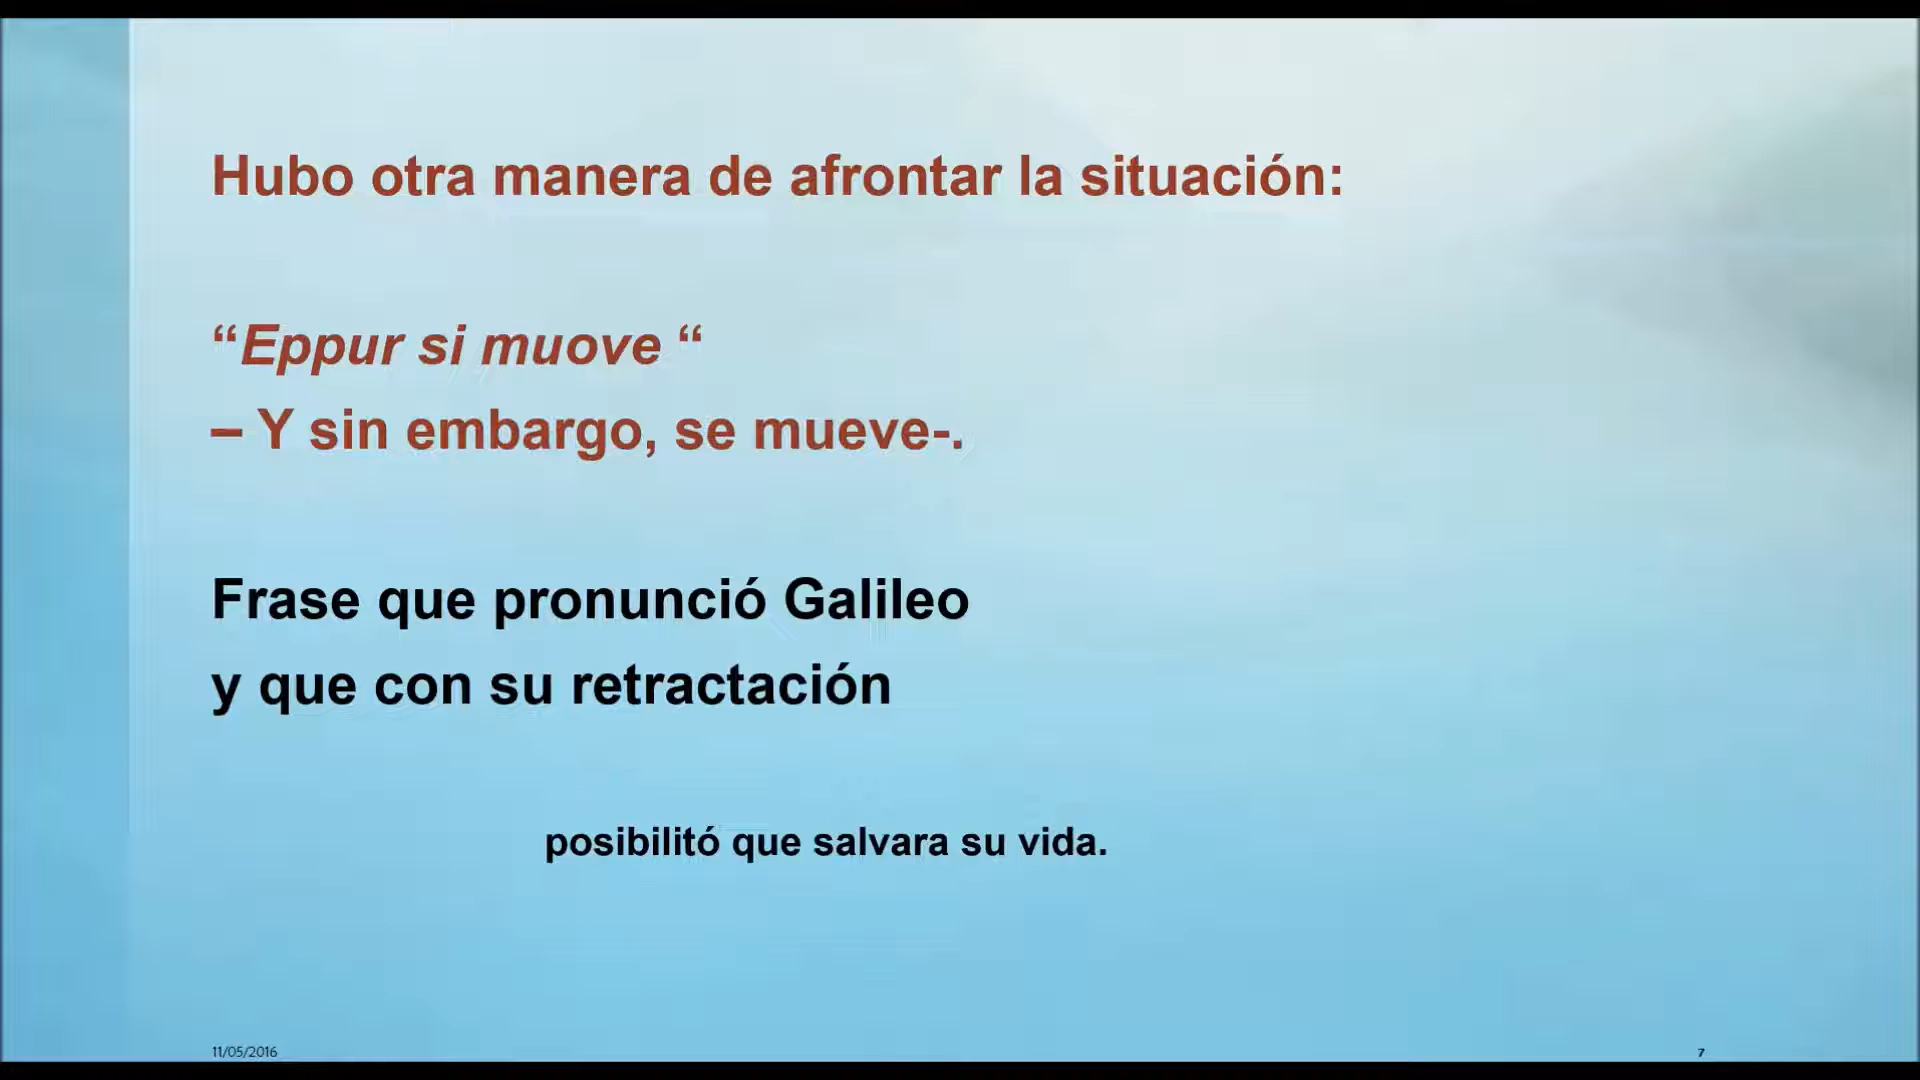 Hubo otra manera de afrontar la situación:
“Eppur si muove “
– Y sin embargo, se mueve-.
Frase que pronunció Galileo
y que con su retractación
posibilitó que salvara su vida.
11/05/2016
7